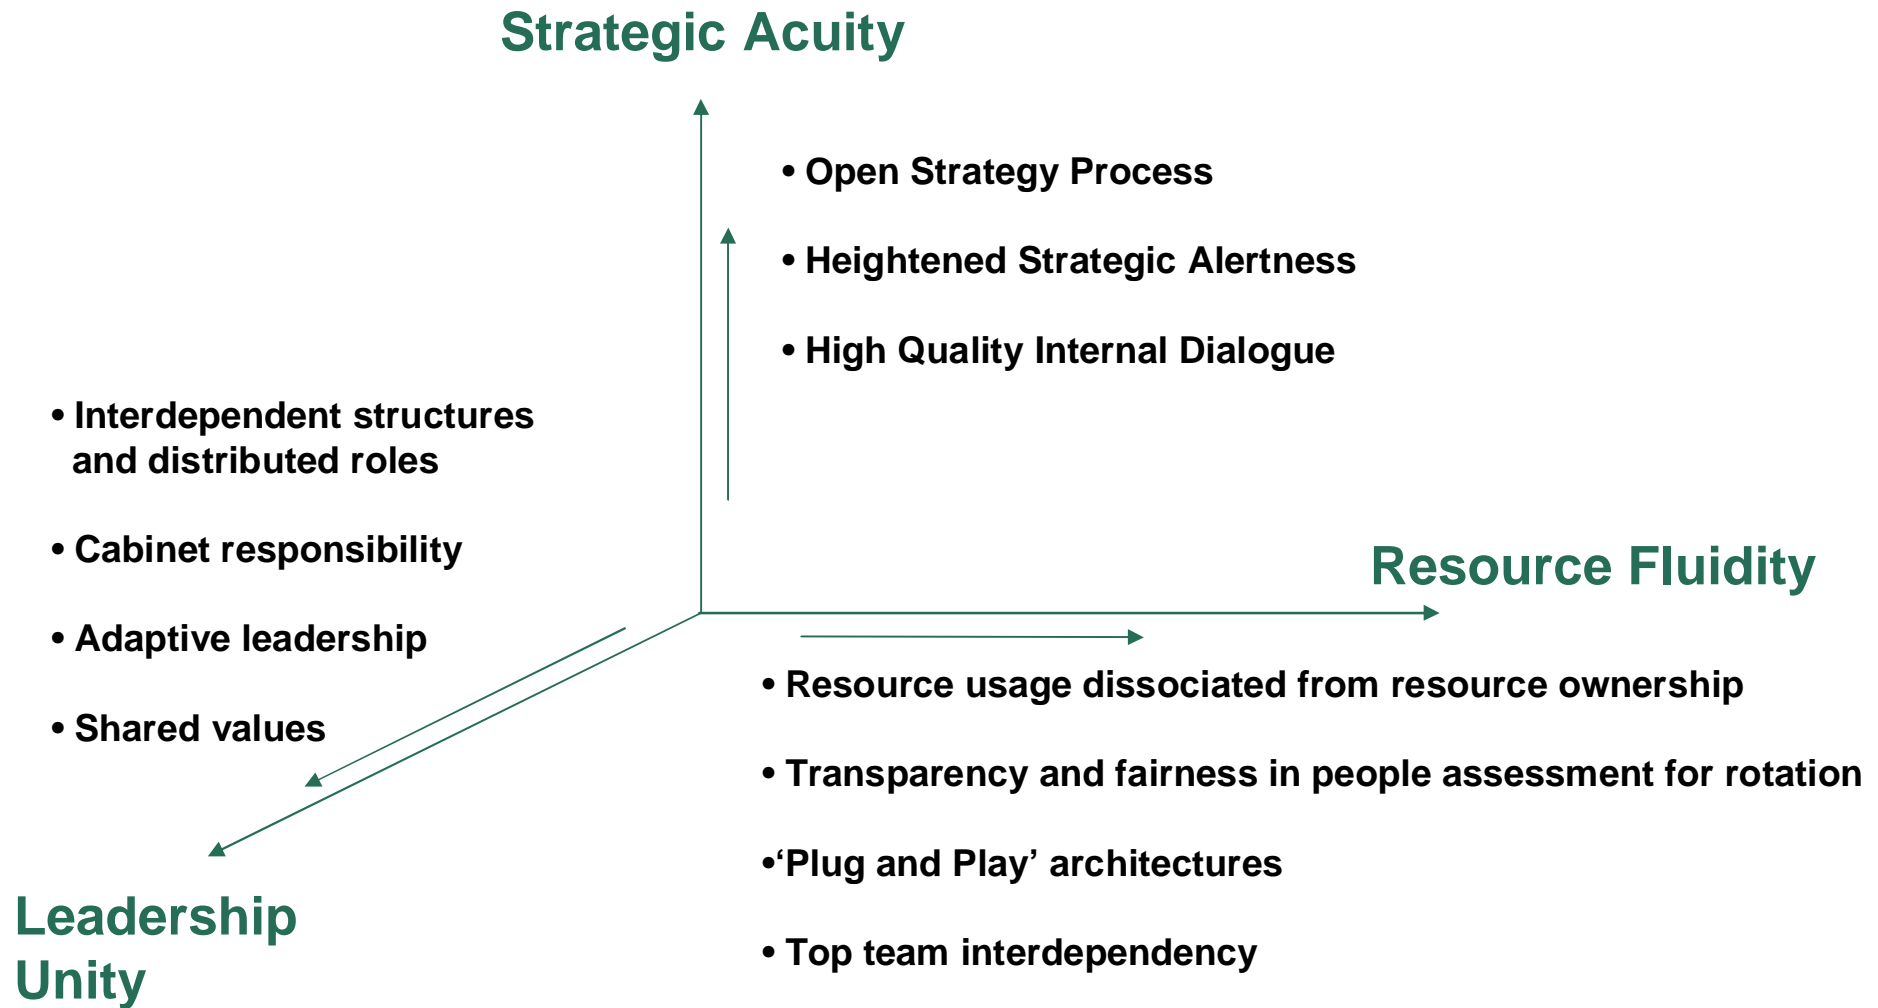 Strategic Acuity
• Open Strategy Process
• Heightened Strategic Alertness
• High Quality Internal Dialogue
• Interdependent structures
and distributed roles
• Cabinet responsibility
• Adaptive leadership
• Shared values
Resource Fluidity
• Resource usage dissociated from resource ownership
• Transparency and fairness in people assessment for rotation
•‘Plug and Play’ architectures
• Top team interdependency
Leadership
Unity